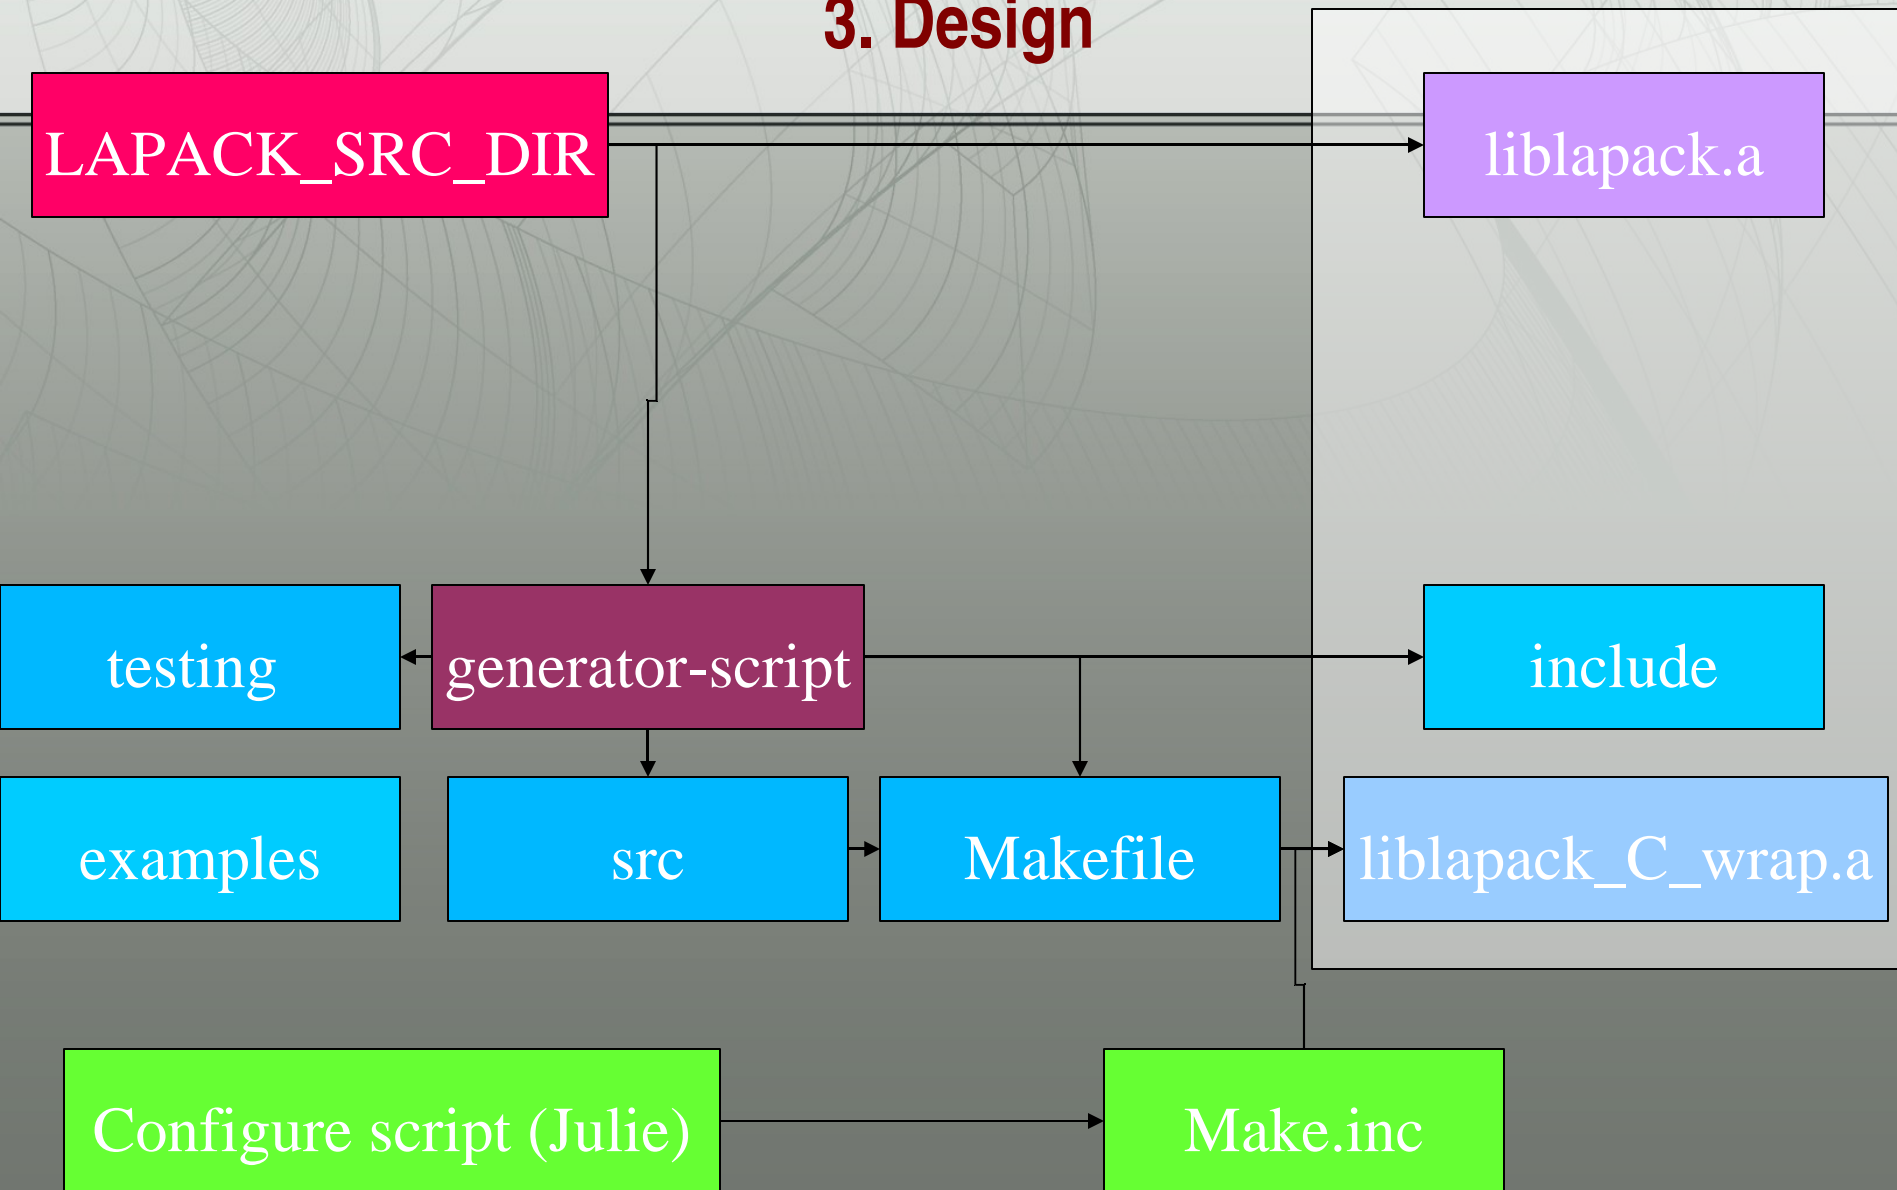 3. Design
LAPACK_SRC_DIR
liblapack.a
testing
generator-script
include
examples
src
Makefile
liblapack_C_wrap.a
Configure script (Julie)
Make.inc